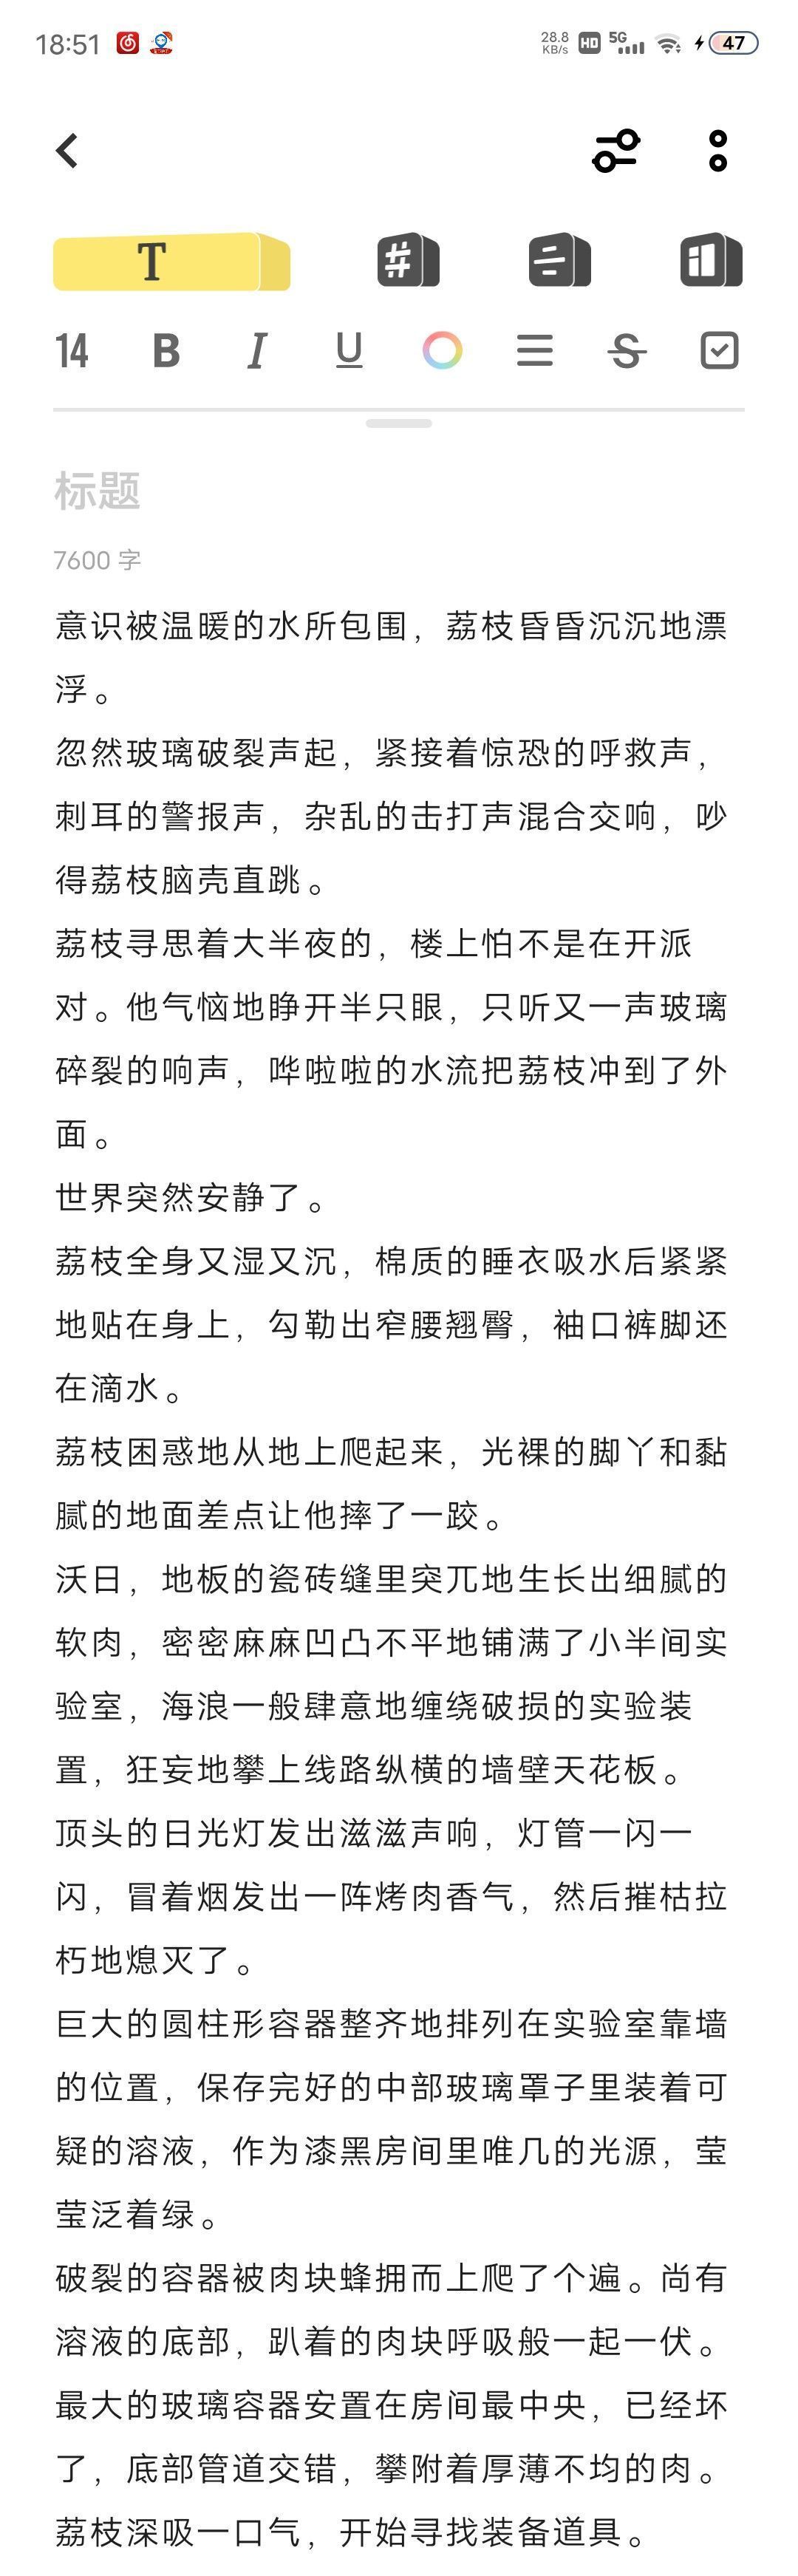 18:51
28.8
KB/s
HD
5G
47
T
#
14 B I U S
标题
7600 字
意识被温暖的水所包围，荔枝昏昏沉沉地漂
浮。
忽然玻璃破裂声起，紧接着惊恐的呼救声，
刺耳的警报声，杂乱的击打声混合交响，吵
得荔枝脑壳直跳。
荔枝寻思着大半夜的，楼上怕不是在开派
对。他气恼地睁开半只眼，只听又一声玻璃
碎裂的响声，哗啦啦的水流把荔枝冲到了外
面。
世界突然安静了。
荔枝全身又湿又沉，棉质的睡衣吸水后紧紧
地贴在身上，勾勒出窄腰翘臀，袖口裤脚还
在滴水。
荔枝困惑地从地上爬起来，光裸的脚丫和黏
腻的地面差点让他摔了一跤。
沃日，地板的瓷砖缝里突兀地生长出细腻的
软肉，密密麻麻凹凸不平地铺满了小半间实
验室，海浪一般肆意地缠绕破损的实验装
置，狂妄地攀上线路纵横的墙壁天花板。
顶头的日光灯发出滋滋声响，灯管一闪一
闪，冒着烟发出一阵烤肉香气，然后摧枯拉
朽地熄灭了。
巨大的圆柱形容器整齐地排列在实验室靠墙
的位置，保存完好的中部玻璃罩子里装着可
疑的溶液，作为漆黑房间里唯几的光源，莹
莹泛着绿。
破裂的容器被肉块蜂拥而上爬了个遍。尚有
溶液的底部，趴着的肉块呼吸般一起一伏。
最大的玻璃容器安置在房间最中央，已经坏
了，底部管道交错，攀附着厚薄不均的肉。
荔枝深吸一口气，开始寻找装备道具。